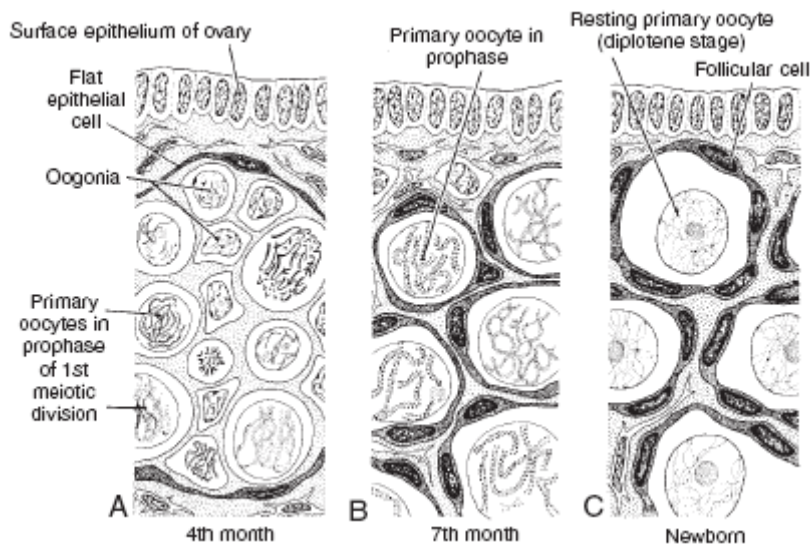 Surface epithelium of ovary
Flat
epithelial
cell
Oogonia
Primary
oocytes in
prophase
of 1st
meiotic
division
A
4th month
Primary oocyte in
prophase
B
7th month
Resting primary oocyte
(diplotene stage)
Follicular cell
C
Newborn